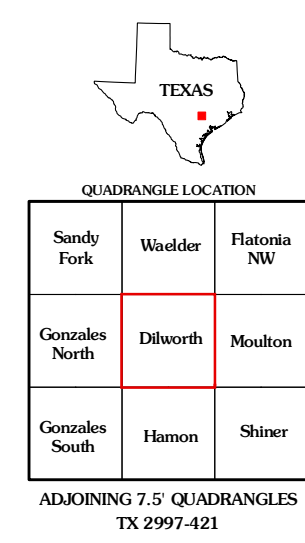 TEXAS
QUADRANGLE LOCATION
Sandy
Fork
Waelder
Flatonia
NW
Gonzales
North
Dilworth
Moulton
Gonzales
South
Hamon
Shiner
ADJOINING 7.5' QUADRANGLES
TX 2997-421